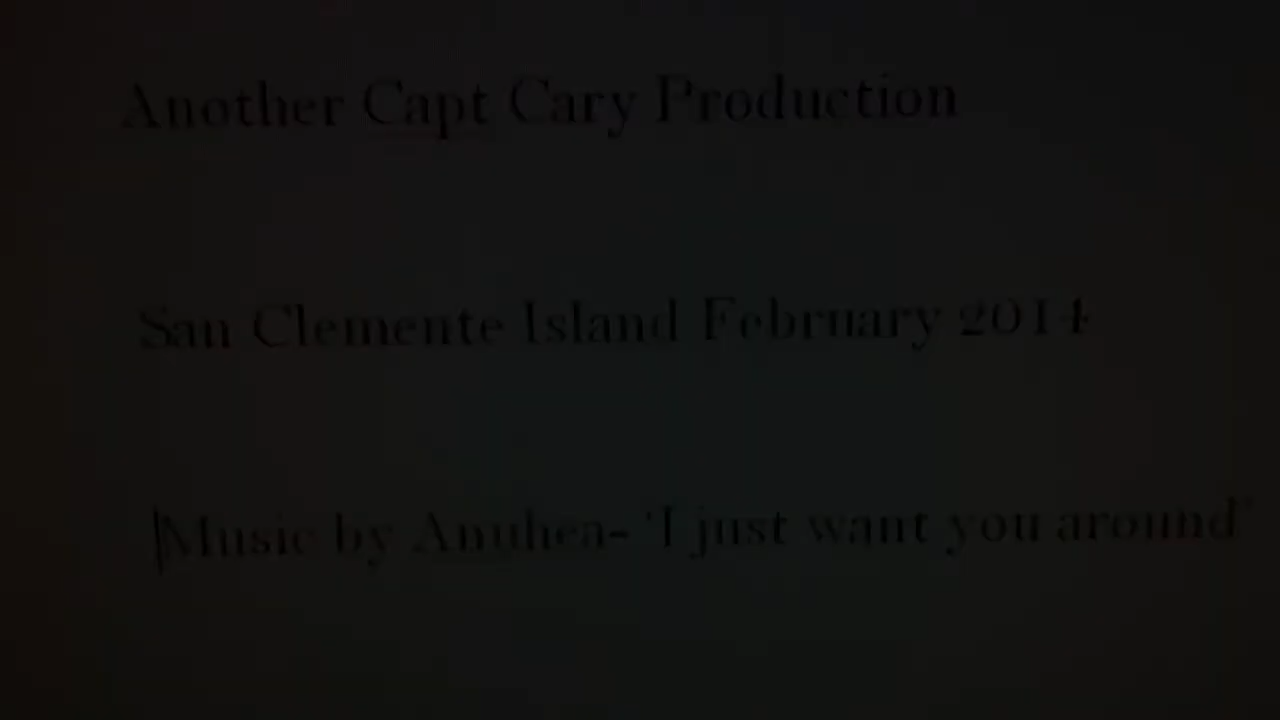 Another Capt Cary Production
San Clemente Island February 2014
Music by Anuhea- 'I just want you around'